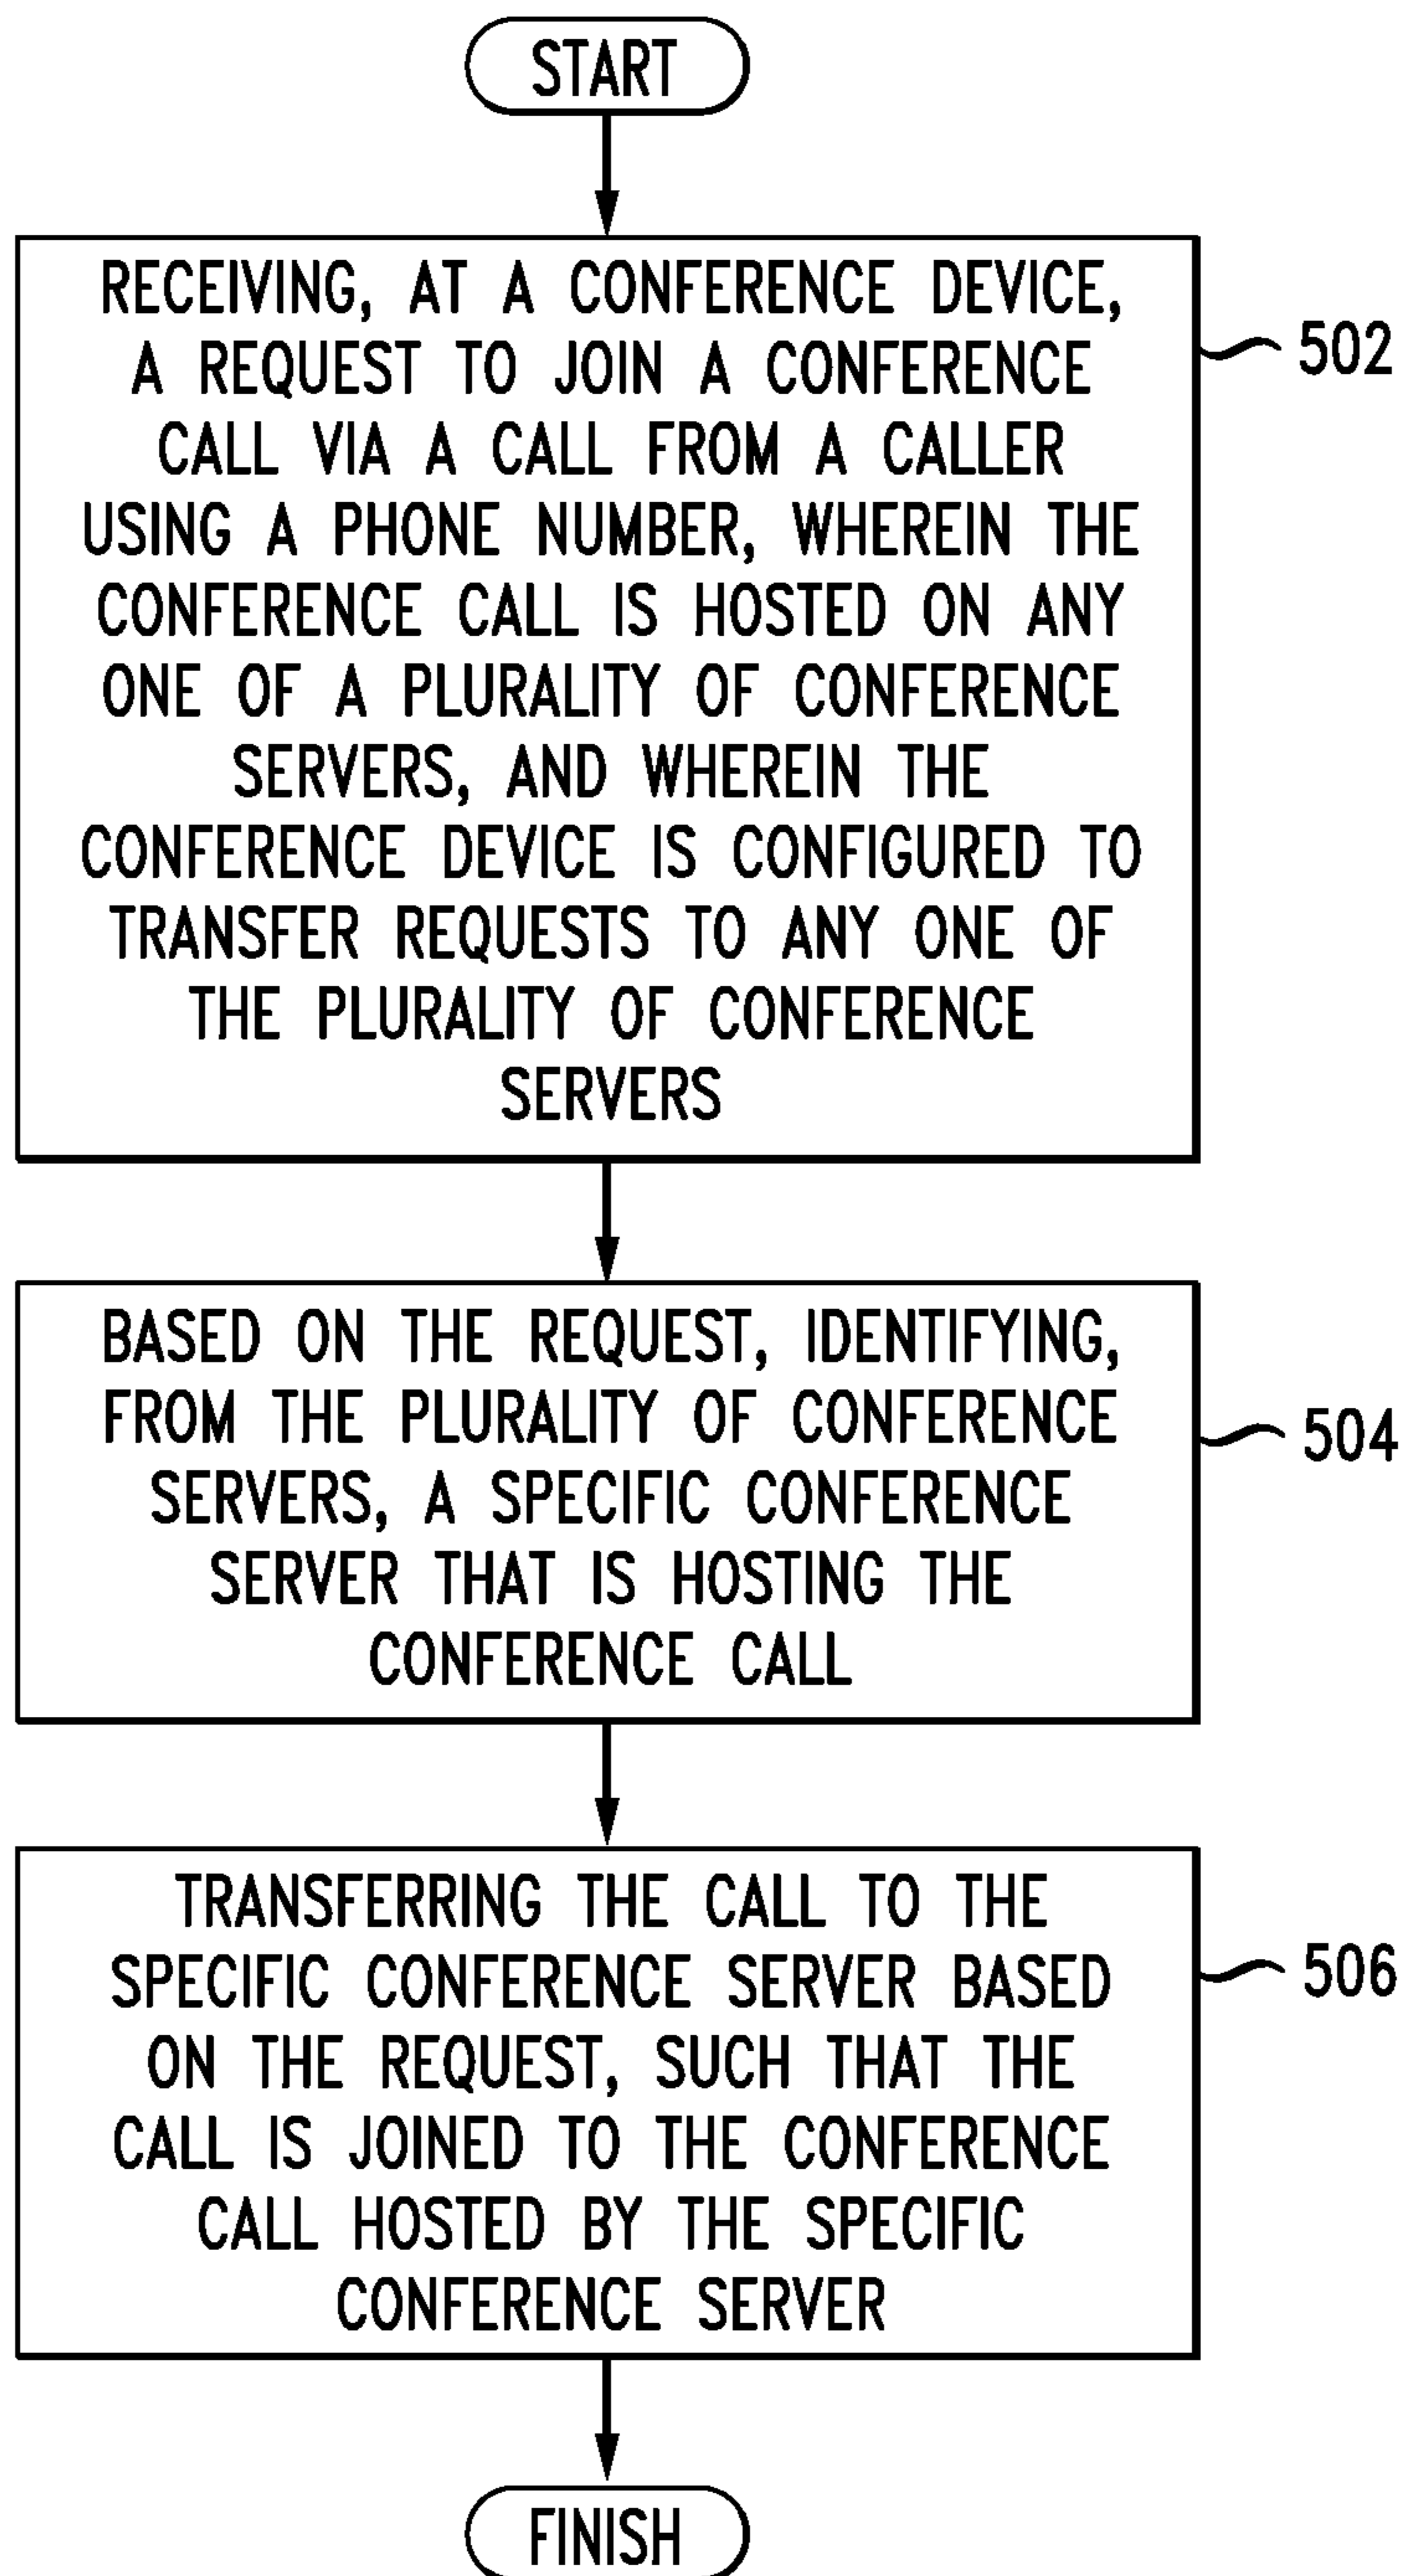 START
RECEIVING, AT A CONFERENCE DEVICE,
A REQUEST TO JOIN A CONFERENCE
CALL VIA A CALL FROM A CALLER
USING A PHONE NUMBER, WHEREIN THE
CONFERENCE CALL IS HOSTED ON ANY
ONE OF A PLURALITY OF CONFERENCE
SERVERS, AND WHEREIN THE
CONFERENCE DEVICE IS CONFIGURED TO
TRANSFER REQUESTS TO ANY ONE OF
THE PLURALITY OF CONFERENCE
SERVERS
502
BASED ON THE REQUEST, IDENTIFYING,
FROM THE PLURALITY OF CONFERENCE
SERVERS, A SPECIFIC CONFERENCE
SERVER THAT IS HOSTING THE
CONFERENCE CALL
504
TRANSFERRING THE CALL TO THE
SPECIFIC CONFERENCE SERVER BASED
ON THE REQUEST, SUCH THAT THE
CALL IS JOINED TO THE CONFERENCE
CALL HOSTED BY THE SPECIFIC
CONFERENCE SERVER
506
FINISH